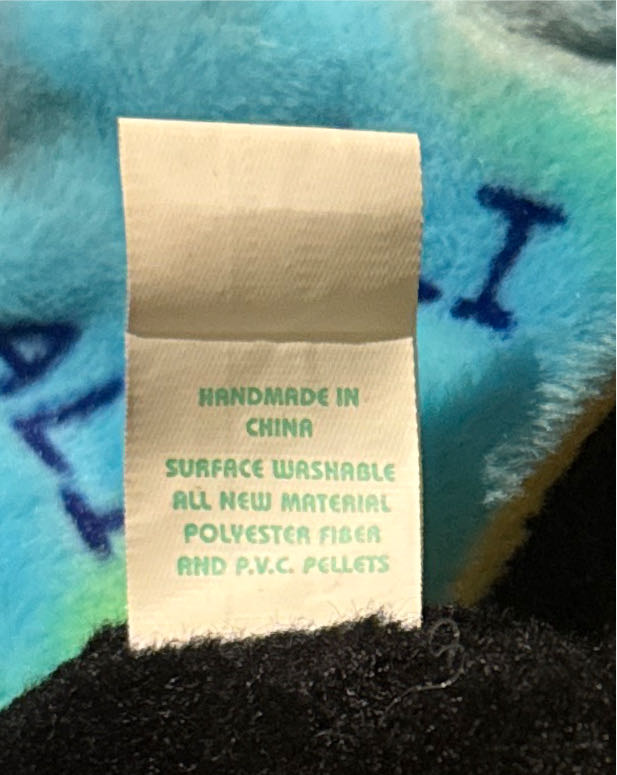 HANDMADE IN
CHINA
SURFACE WASHABLE
ALL NEW MATERIAL
POLYESTER FIBER
AND P.V.C. PELLETS